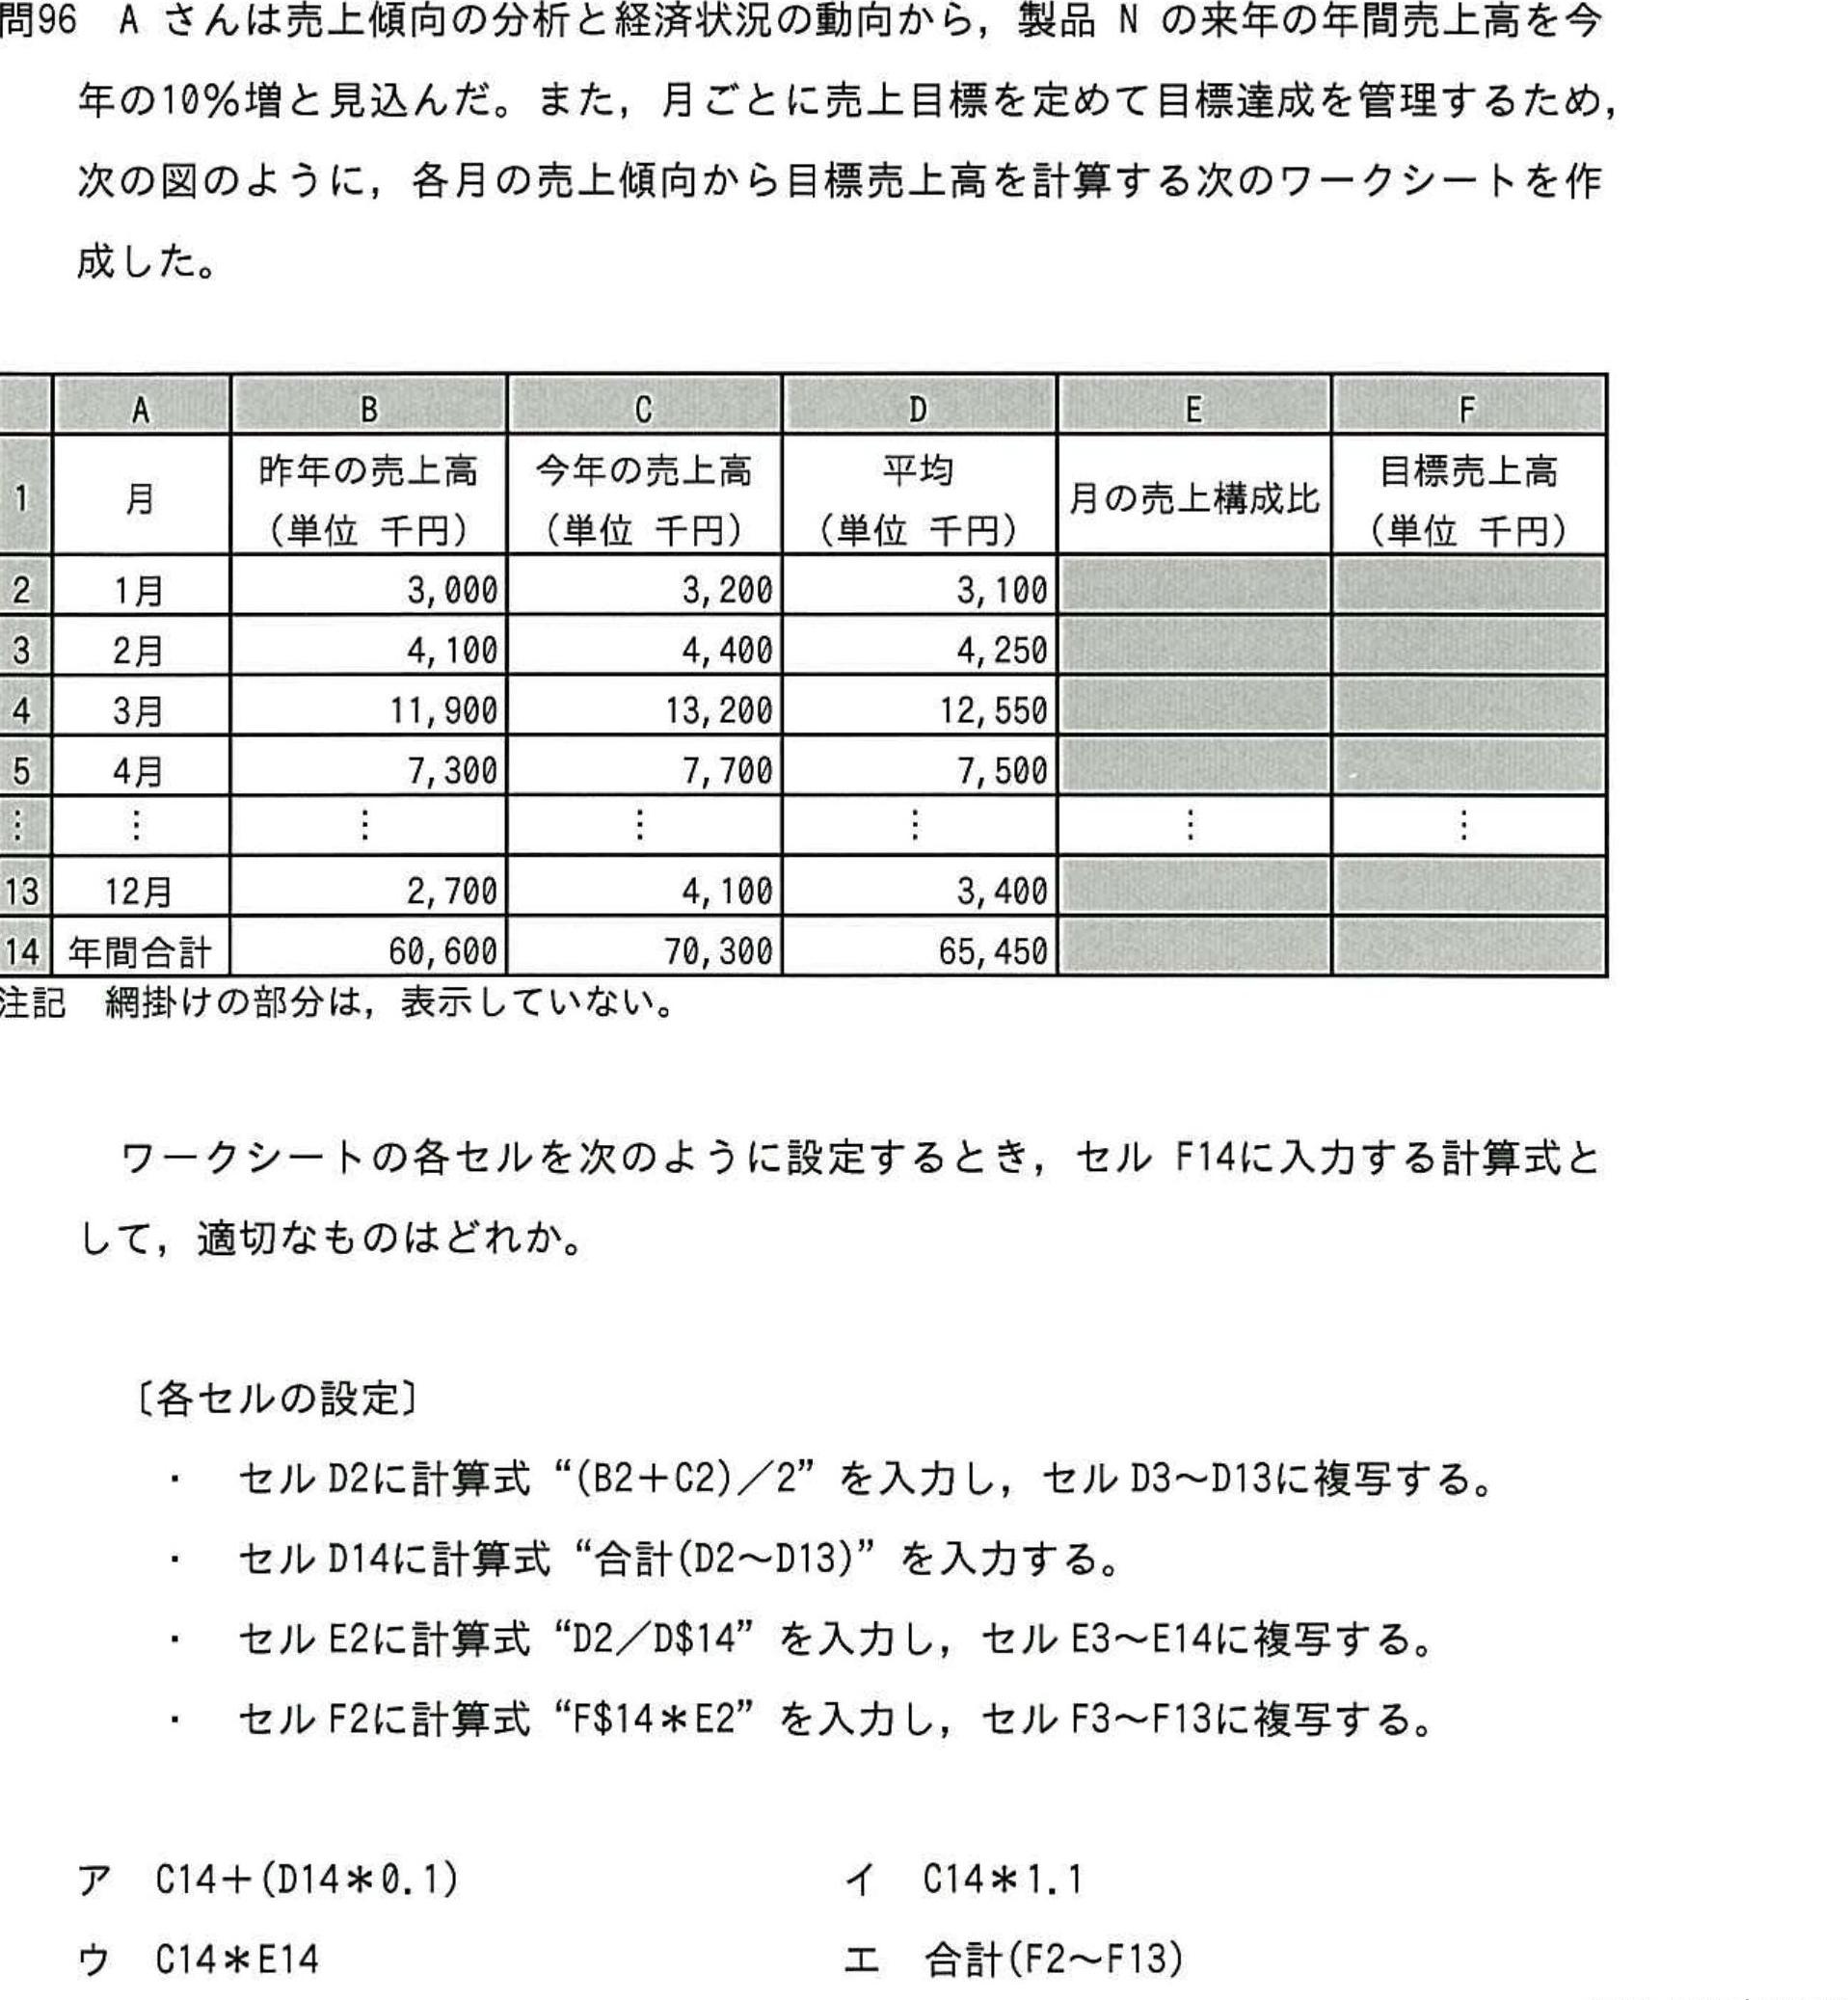 問96 A さんは売上傾向の分析と経済状況の動向から，製品 N の来年の年間売上高を今
年の10％増と見込んだ。また，月ごとに売上目標を定めて目標達成を管理するため，
次の図のように，各月の売上傾向から目標売上高を計算する次のワークシートを作
成した。
A B C D E F
1 月 昨年の売上高（単位 千円） 今年の売上高（単位 千円） 平均（単位 千円） 月の売上構成比 目標売上高（単位 千円）
2 1月 3,000 3,200 3,100
3 2月 4,100 4,400 4,250
4 3月 11,900 13,200 12,550
5 4月 7,300 7,700 7,500
⋮ ⋮ ⋮ ⋮ ⋮ ⋮ ⋮
13 12月 2,700 4,100 3,400
14 年間合計 60,600 70,300 65,450
注記 網掛けの部分は，表示していない。
ワークシートの各セルを次のように設定するとき，セル F14に入力する計算式と
して，適切なものはどれか。
〔各セルの設定〕
・ セル D2に計算式 “(B2＋C2)／2” を入力し，セル D3～D13に複写する。
・ セル D14に計算式 “合計(D2～D13)” を入力する。
・ セル E2に計算式 “D2／D$14” を入力し，セル E3～E14に複写する。
・ セル F2に計算式 “F$14＊E2” を入力し，セル F3～F13に複写する。
ア C14＋(D14＊0.1) イ C14＊1.1
ウ C14＊E14 エ 合計(F2～F13)